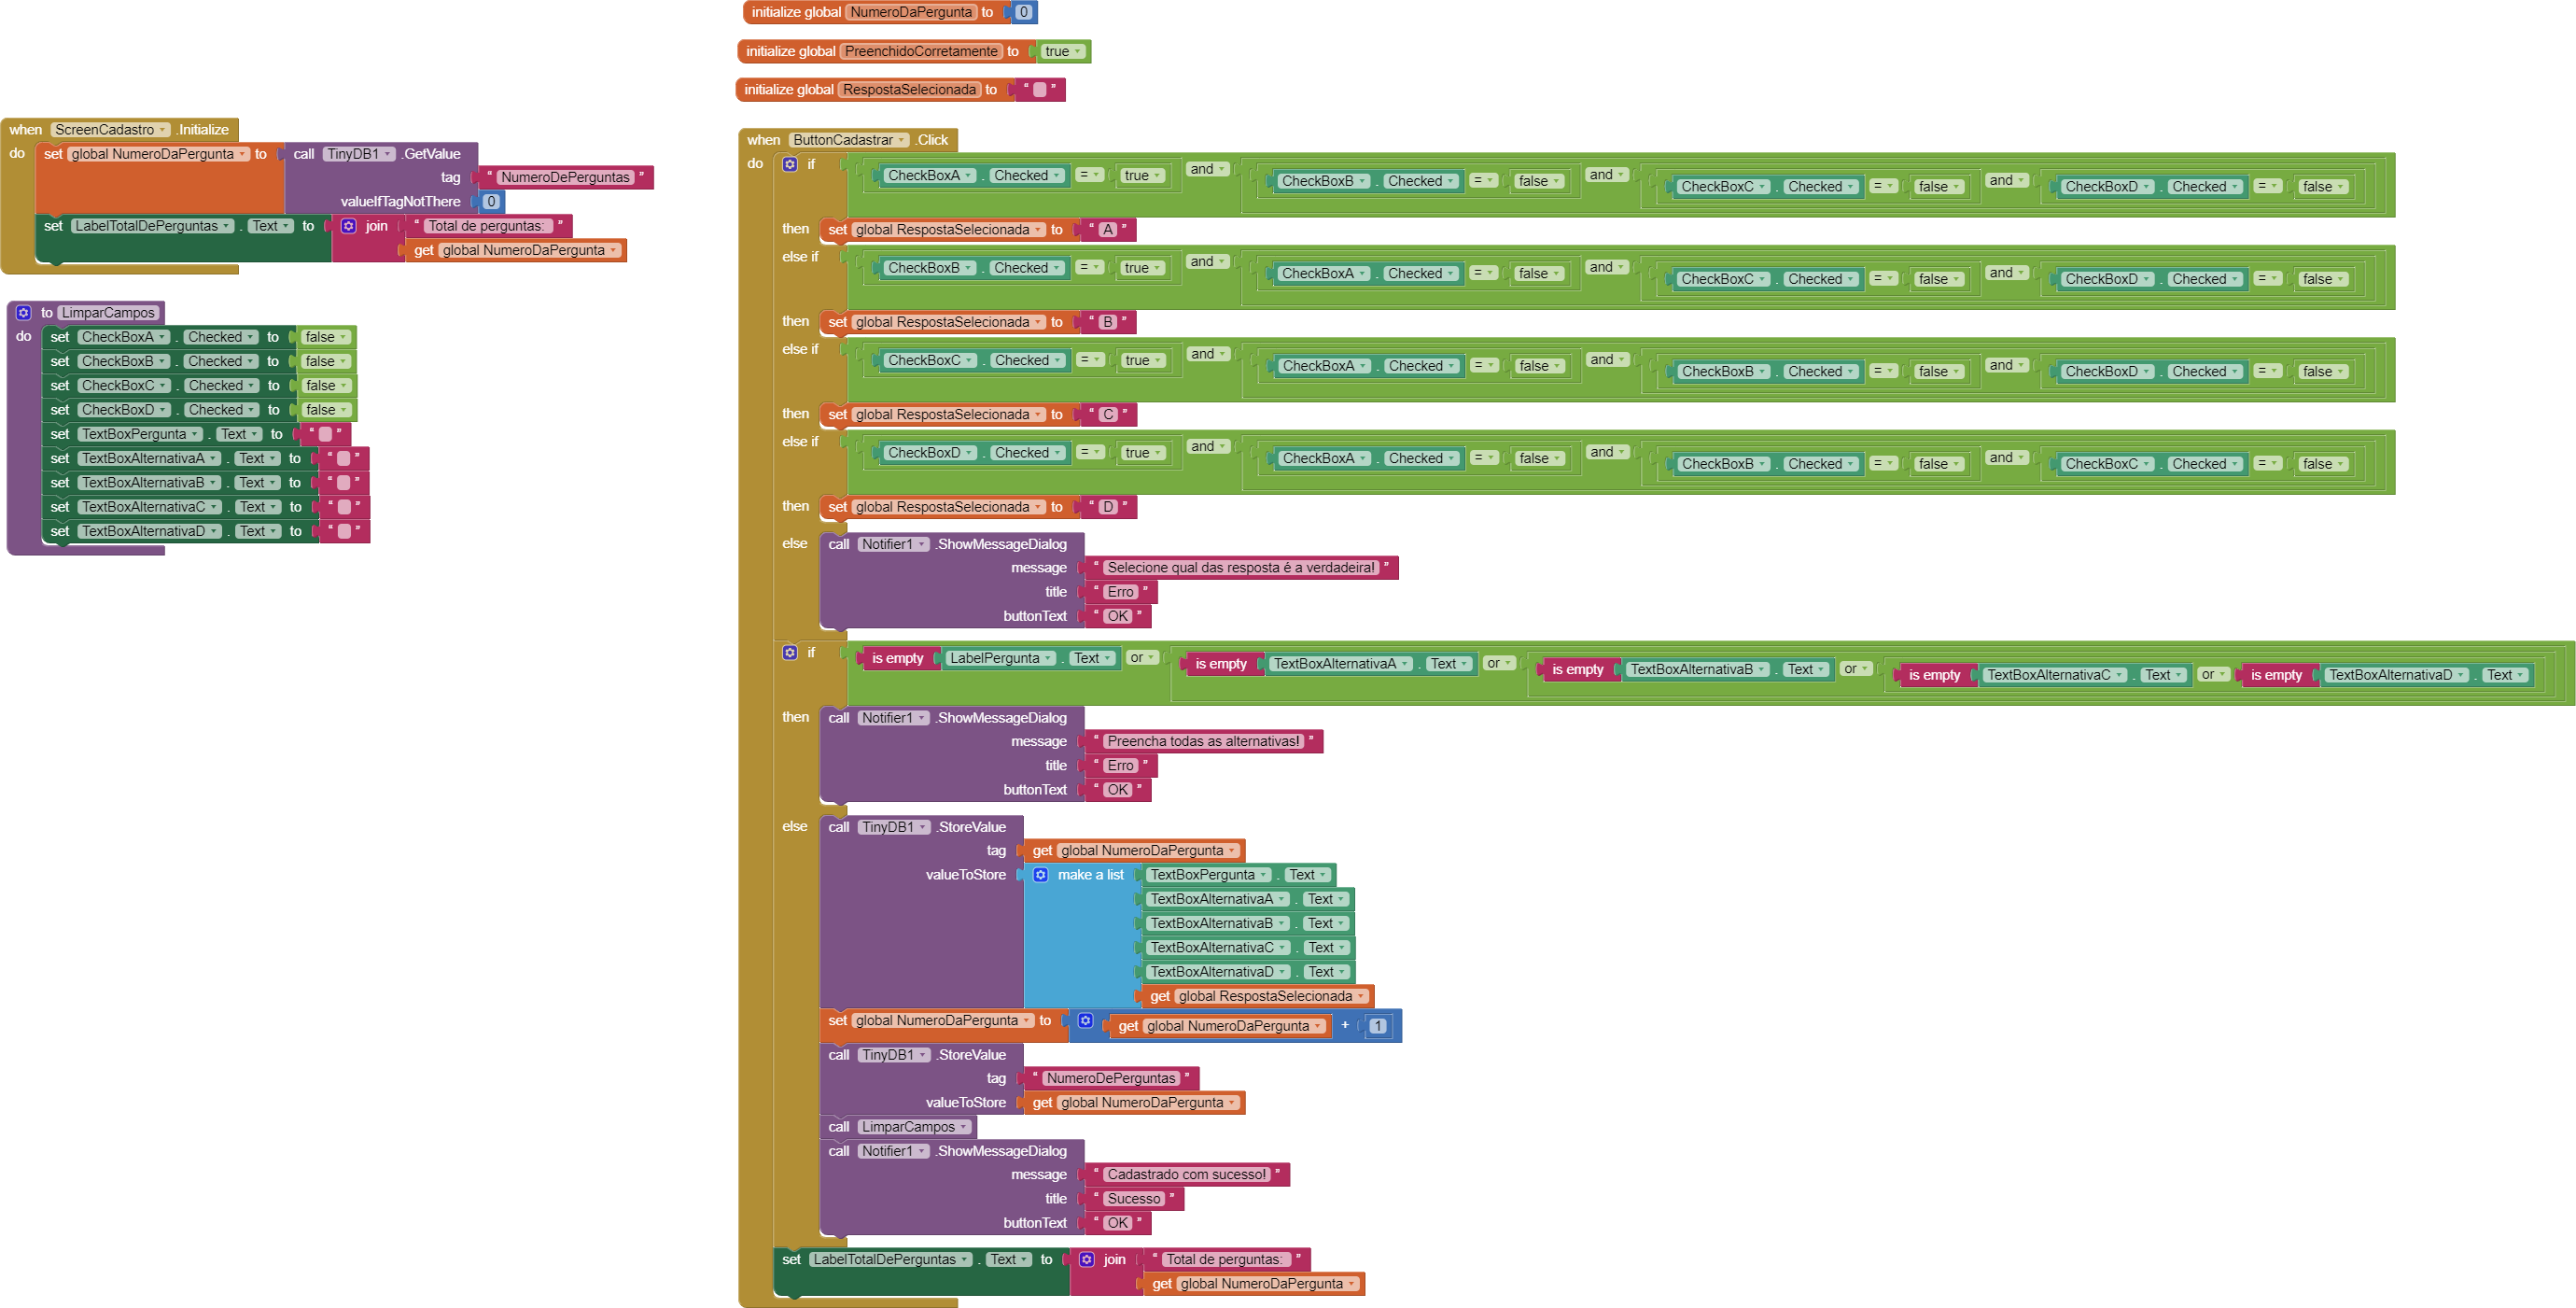 initialize global NumeroDaPergunta to 0
initialize global PreenchidoCorretamente to true
initialize global RespostaSelecionada to “ ”
when ScreenCadastro .Initialize
do set global NumeroDaPergunta to call TinyDB1 .GetValue
tag “ NumeroDePerguntas ”
valueIfTagNotThere 0
set LabelTotalDePerguntas . Text to join “ Total de perguntas: ”
get global NumeroDaPergunta
to LimparCampos
do set CheckBoxA . Checked to false
set CheckBoxB . Checked to false
set CheckBoxC . Checked to false
set CheckBoxD . Checked to false
set TextBoxPergunta . Text to “ ”
set TextBoxAlternativaA . Text to “ ”
set TextBoxAlternativaB . Text to “ ”
set TextBoxAlternativaC . Text to “ ”
set TextBoxAlternativaD . Text to “ ”
when ButtonCadastrar .Click
do if CheckBoxA . Checked = true and CheckBoxB . Checked = false and CheckBoxC . Checked = false and CheckBoxD . Checked = false
then set global RespostaSelecionada to “ A ”
else if CheckBoxB . Checked = true and CheckBoxA . Checked = false and CheckBoxC . Checked = false and CheckBoxD . Checked = false
then set global RespostaSelecionada to “ B ”
else if CheckBoxC . Checked = true and CheckBoxA . Checked = false and CheckBoxB . Checked = false and CheckBoxD . Checked = false
then set global RespostaSelecionada to “ C ”
else if CheckBoxD . Checked = true and CheckBoxA . Checked = false and CheckBoxB . Checked = false and CheckBoxC . Checked = false
then set global RespostaSelecionada to “ D ”
else call Notifier1 .ShowMessageDialog
message “ Selecione qual das resposta é a verdadeira! ”
title “ Erro ”
buttonText “ OK ”
if is empty LabelPergunta . Text or is empty TextBoxAlternativaA . Text or is empty TextBoxAlternativaB . Text or is empty TextBoxAlternativaC . Text or is empty TextBoxAlternativaD . Text
then call Notifier1 .ShowMessageDialog
message “ Preencha todas as alternativas! ”
title “ Erro ”
buttonText “ OK ”
else call TinyDB1 .StoreValue
tag get global NumeroDaPergunta
valueToStore make a list TextBoxPergunta . Text
TextBoxAlternativaA . Text
TextBoxAlternativaB . Text
TextBoxAlternativaC . Text
TextBoxAlternativaD . Text
get global RespostaSelecionada
set global NumeroDaPergunta to get global NumeroDaPergunta + 1
call TinyDB1 .StoreValue
tag “ NumeroDePerguntas ”
valueToStore get global NumeroDaPergunta
call LimparCampos
call Notifier1 .ShowMessageDialog
message “ Cadastrado com sucesso! ”
title “ Sucesso ”
buttonText “ OK ”
set LabelTotalDePerguntas . Text to join “ Total de perguntas: ”
get global NumeroDaPergunta